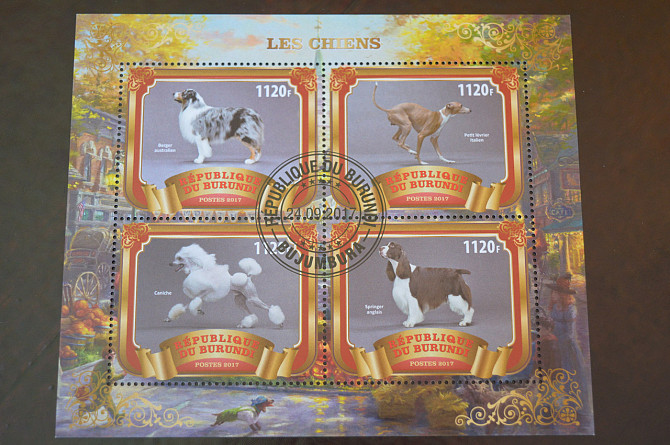 LES CHIENS
1120F
Berger
australien
RÉPUBLIQUE
DU BURUNDI
POSTES 2017
1120F
Petit lévrier
italien
RÉPUBLIQUE
DU BURUNDI
POSTES 2017
RÉPUBLIQUE DU BURUNDI
24.09.2017
BUJUMBURA
112
Caniche
RÉPUBLIQUE
DU BURUNDI
POSTES 2017
1120F
Springer
anglais
RÉPUBLIQUE
DU BURUNDI
POSTES 2017